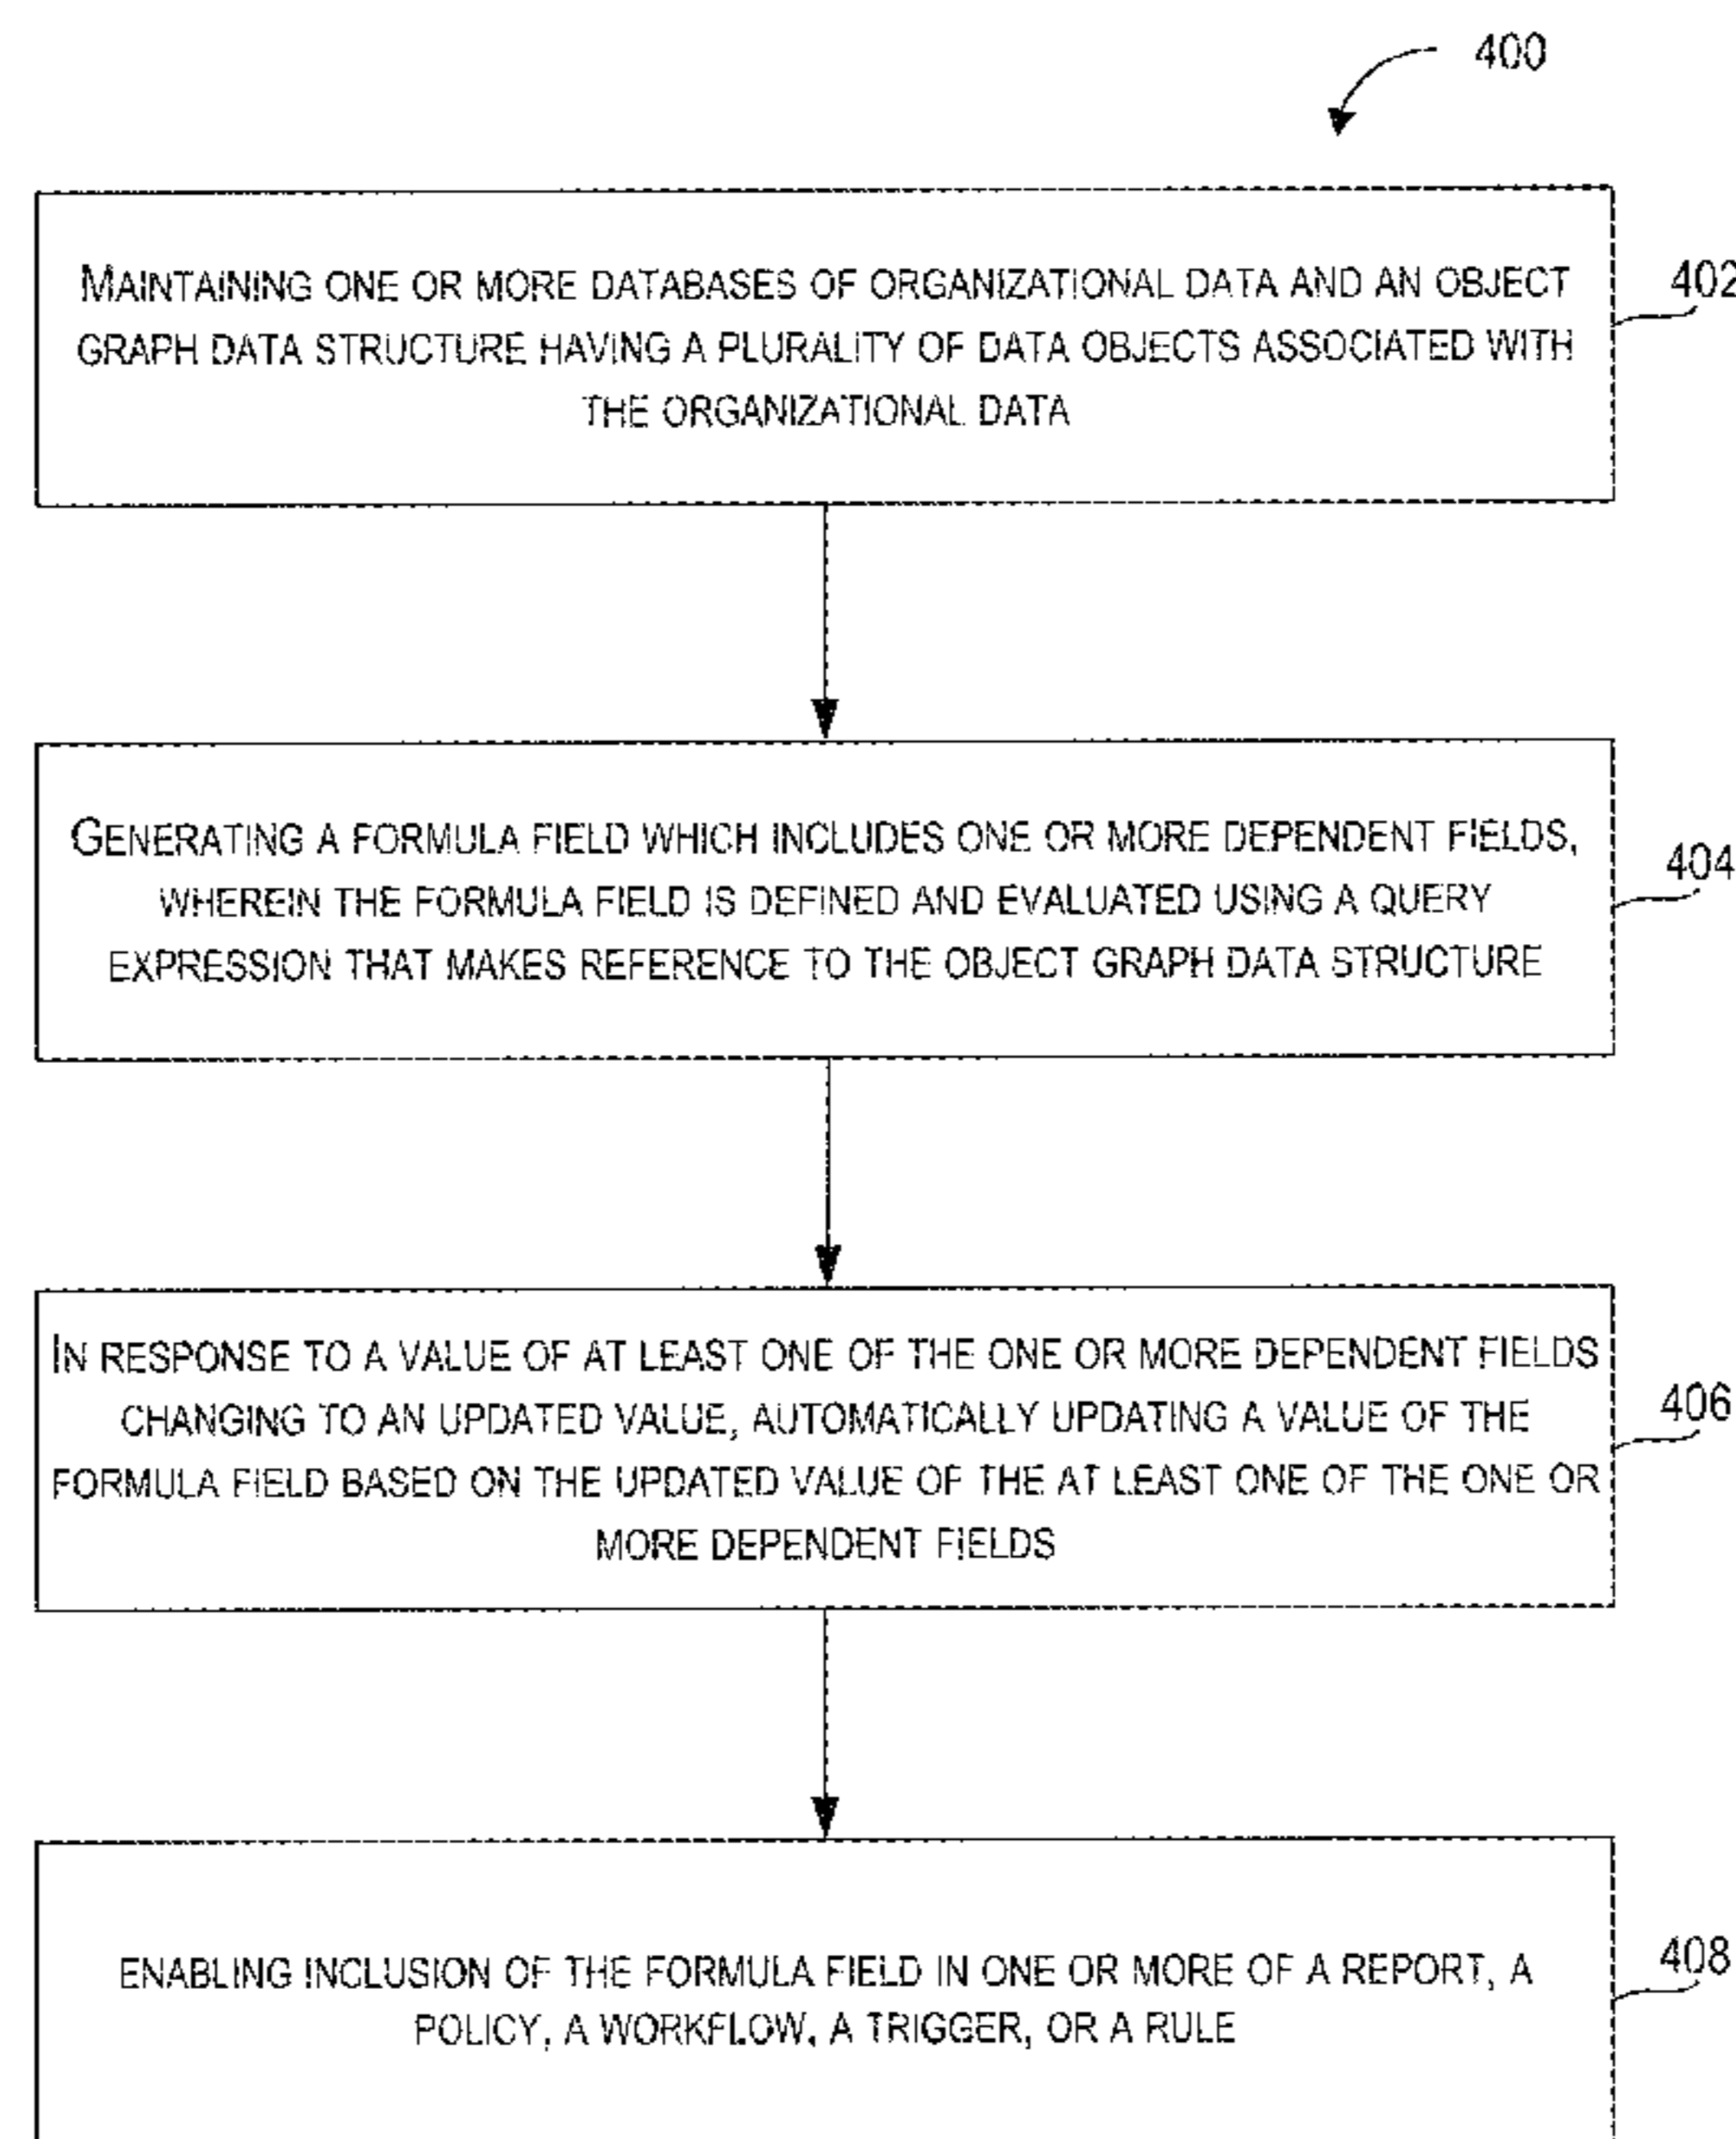 400
MAINTAINING ONE OR MORE DATABASES OF ORGANIZATIONAL DATA AND AN OBJECT
GRAPH DATA STRUCTURE HAVING A PLURALITY OF DATA OBJECTS ASSOCIATED WITH
THE ORGANIZATIONAL DATA
402
GENERATING A FORMULA FIELD WHICH INCLUDES ONE OR MORE DEPENDENT FIELDS,
WHEREIN THE FORMULA FIELD IS DEFINED AND EVALUATED USING A QUERY
EXPRESSION THAT MAKES REFERENCE TO THE OBJECT GRAPH DATA STRUCTURE
404
IN RESPONSE TO A VALUE OF AT LEAST ONE OF THE ONE OR MORE DEPENDENT FIELDS
CHANGING TO AN UPDATED VALUE, AUTOMATICALLY UPDATING A VALUE OF THE
FORMULA FIELD BASED ON THE UPDATED VALUE OF THE AT LEAST ONE OF THE ONE OR
MORE DEPENDENT FIELDS
406
ENABLING INCLUSION OF THE FORMULA FIELD IN ONE OR MORE OF A REPORT, A
POLICY, A WORKFLOW, A TRIGGER, OR A RULE
408